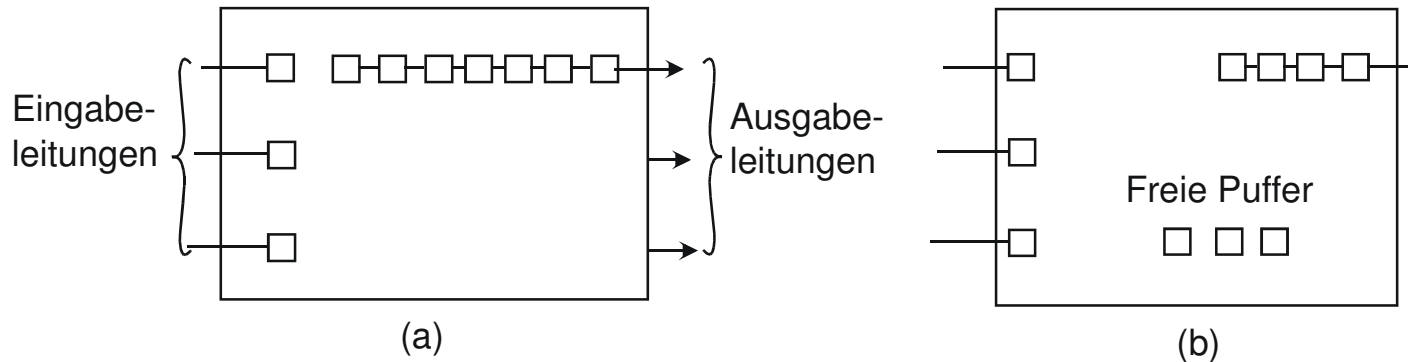 Eingabe-
leitungen
Ausgabe-
leitungen
Freie Puffer
(a)
(b)